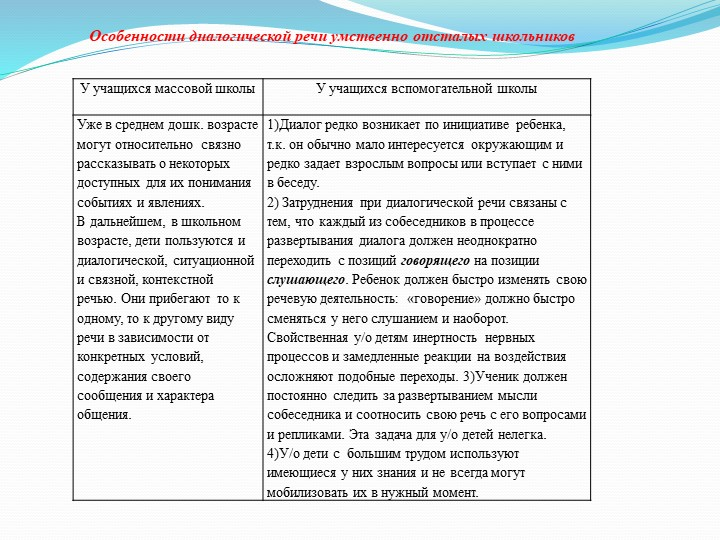 Особенности диалогической речи умственно отсталых школьников
У учащихся массовой школы
У учащихся вспомогательной школы
Уже в среднем дошк. возрасте
могут относительно связно
рассказывать о некоторых
доступных для их понимания
событиях и явлениях.
В дальнейшем, в школьном
возрасте, дети пользуются и
диалогической, ситуационной
и связной, контекстной
речью. Они прибегают то к
одному, то к другому виду
речи в зависимости от
конкретных условий,
содержания своего
сообщения и характера
общения.
1)Диалог редко возникает по инициативе ребенка,
т.к. он обычно мало интересуется окружающим и
редко задает взрослым вопросы или вступает с ними
в беседу.
2) Затруднения при диалогической речи связаны с
тем, что каждый из собеседников в процессе
развертывания диалога должен неоднократно
переходить с позиций говорящего на позиции
слушающего. Ребенок должен быстро изменять свою
речевую деятельность: «говорение» должно быстро
сменяться у него слушанием и наоборот.
Свойственная у/о детям инертность нервных
процессов и замедленные реакции на воздействия
осложняют подобные переходы. 3)Ученик должен
постоянно следить за развертыванием мысли
собеседника и соотносить свою речь с его вопросами
и репликами. Эта задача для у/о детей нелегка.
4)У/о дети с большим трудом используют
имеющиеся у них знания и не всегда могут
мобилизовать их в нужный момент.